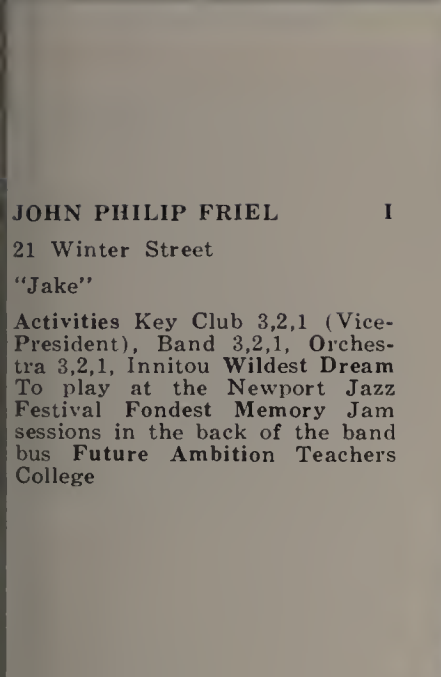 JOHN PHILIP FRIEL I
21 Winter Street
“Jake”
Activities Key Club 3,2,1 (Vice-
President), Band 3,2,1, Orches-
tra 3,2,1, Innitou Wildest Dream
To play at the Newport Jazz
Festival Fondest Memory Jam
sessions in the back of the band
bus Future Ambition Teachers
College